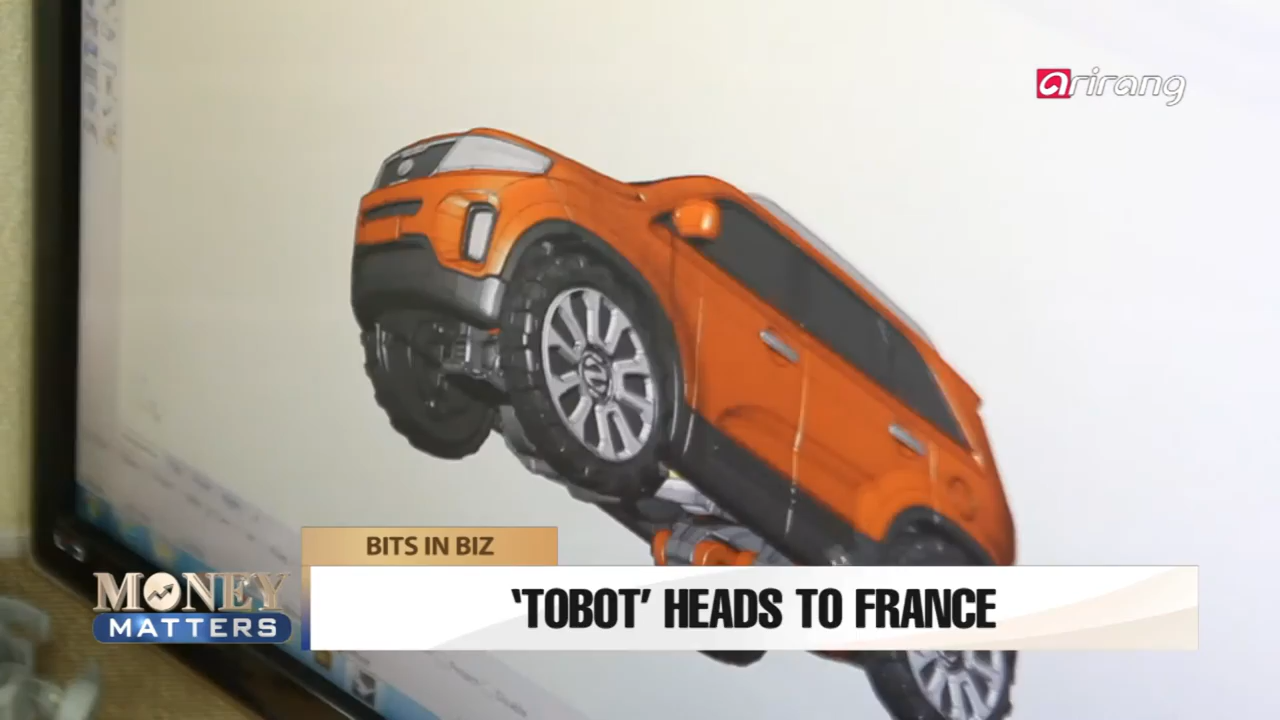 arirang
BITS IN BIZ
MONEY
MATTERS
‘TOBOT’ HEADS TO FRANCE